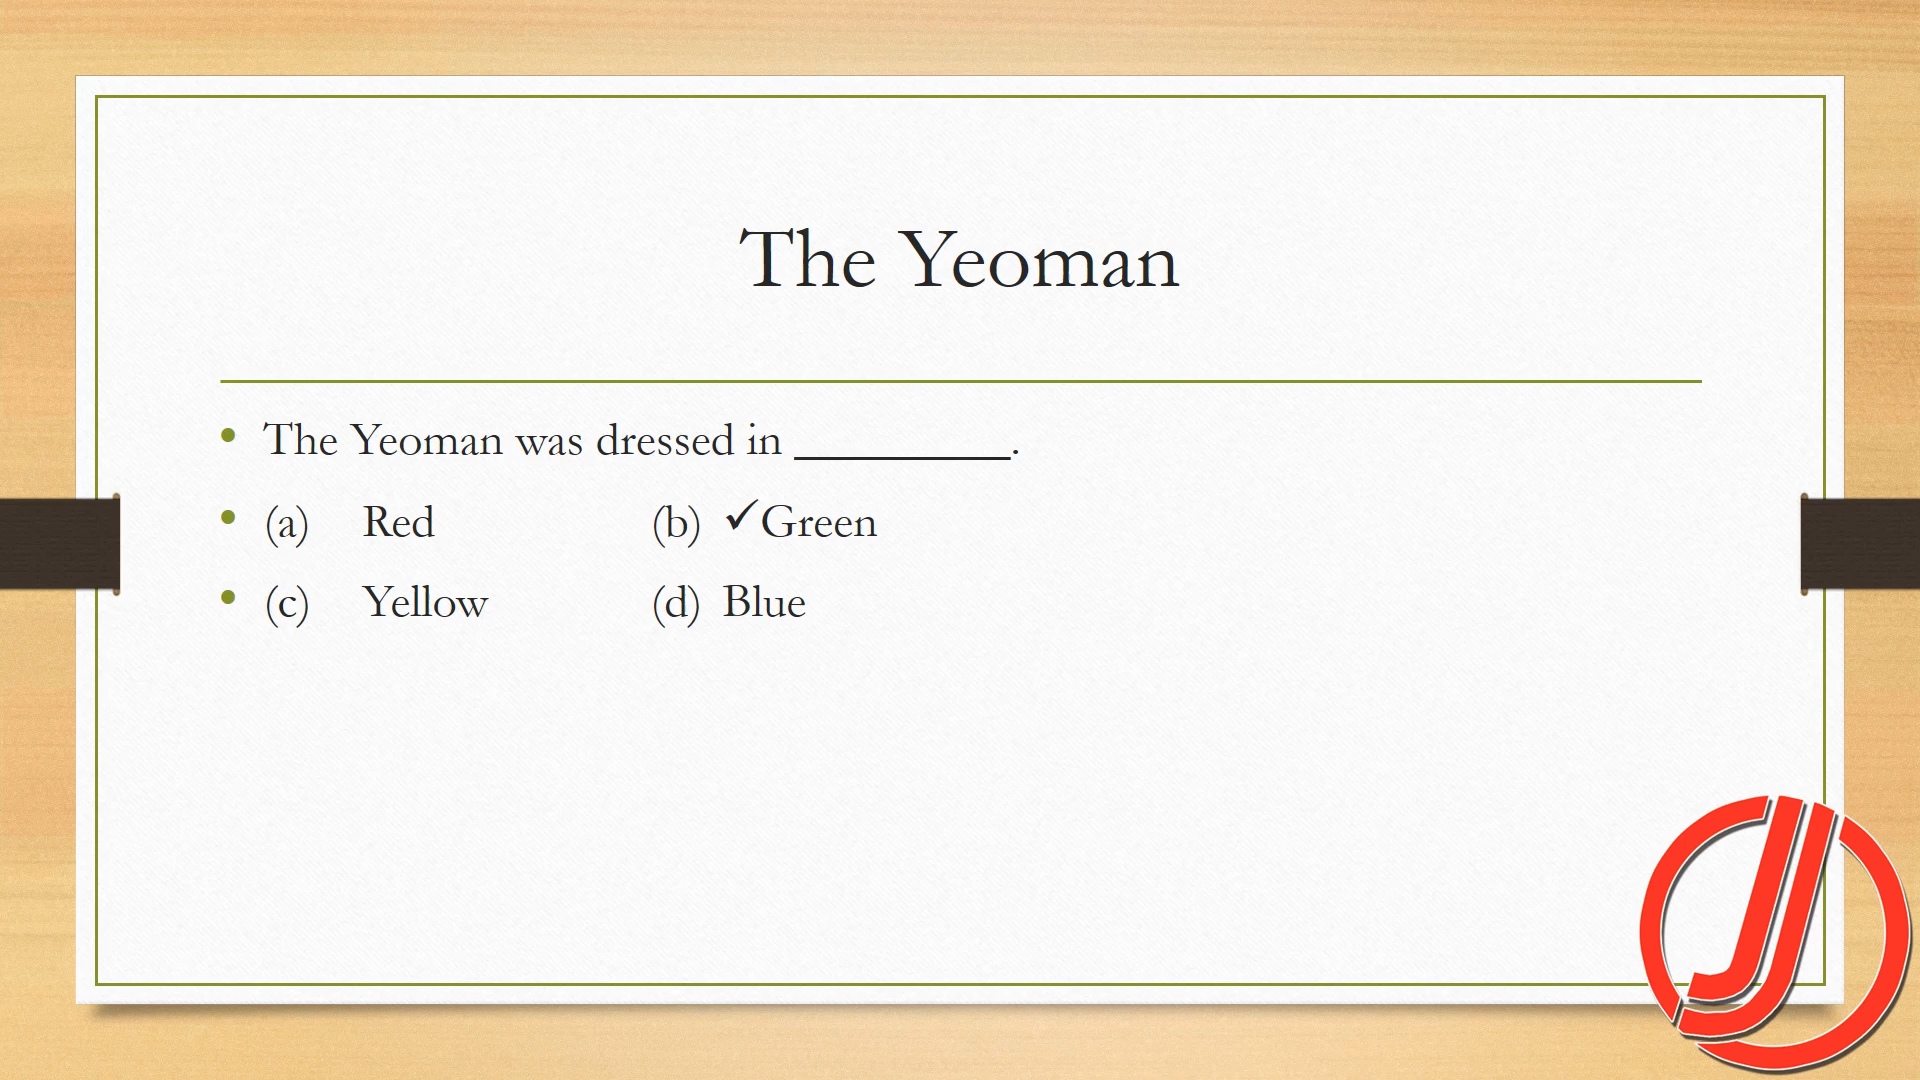 The Yeoman
• The Yeoman was dressed in _________.
• (a) Red (b) ✓Green
• (c) Yellow (d) Blue